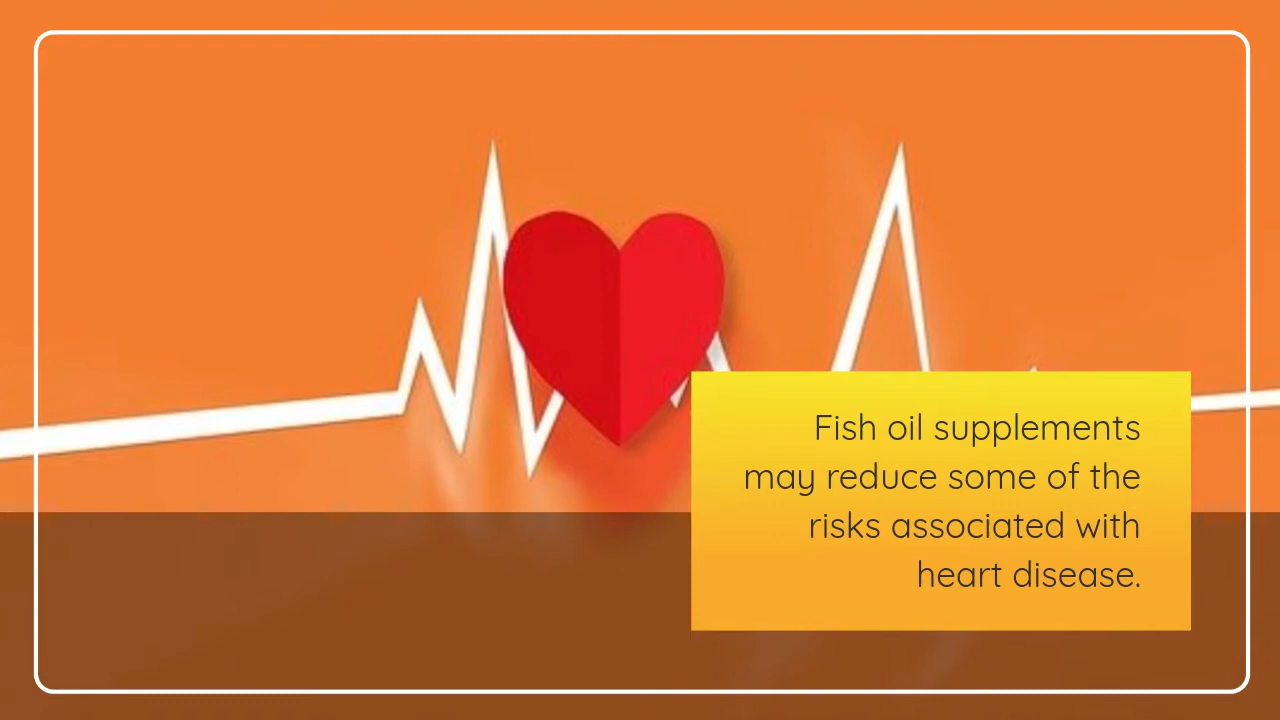 Fish oil supplements
may reduce some of the
risks associated with
heart disease.